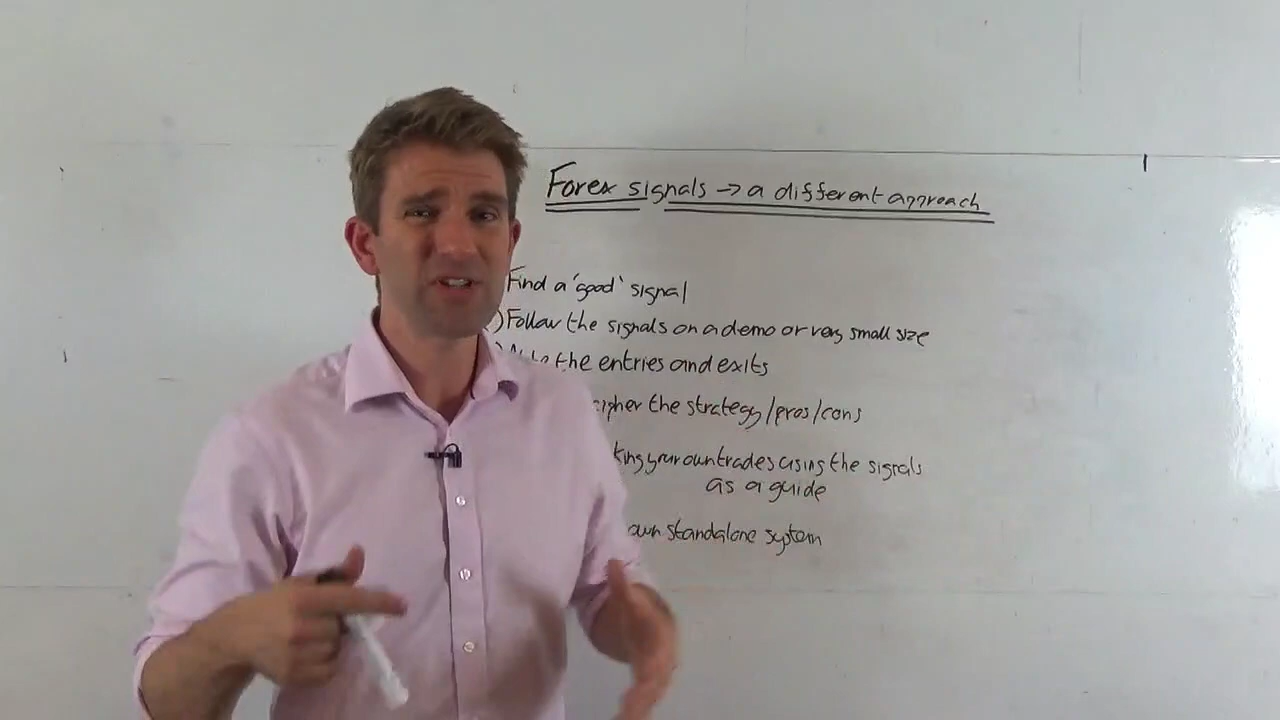 Forex signals → a different approach
Find a 'good' signal
) Follow the signals on a demo or very small size
) the entries and exits
the strategy/pros/cons
your own trades using the signals
as a guide
own standalone system